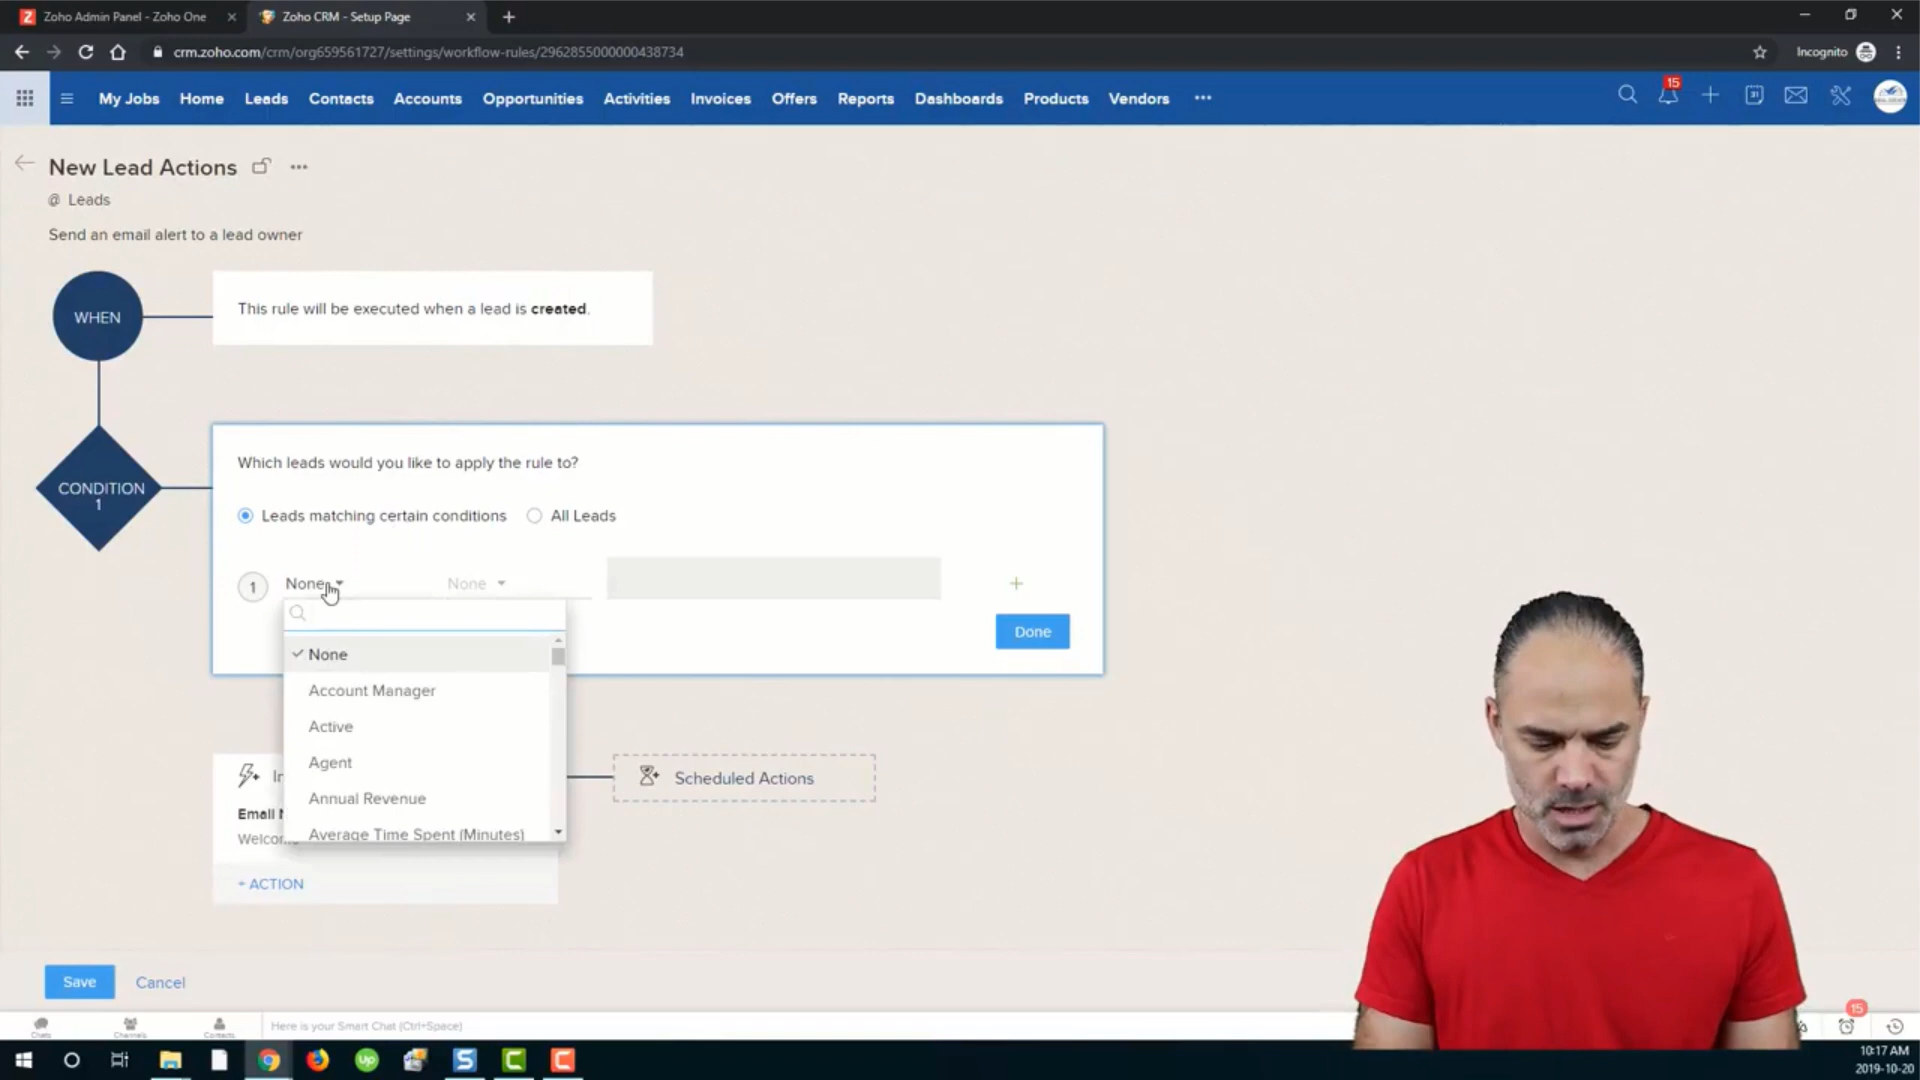 Zoho Admin Panel - Zoho One
Zoho CRM - Setup Page
crm.zoho.com/crm/org659561727/settings/workflow-rules/2962855000000438734
Incognito
My Jobs
Home
Leads
Contacts
Accounts
Opportunities
Activities
Invoices
Offers
Reports
Dashboards
Products
Vendors
15
31
New Lead Actions
@ Leads
Send an email alert to a lead owner
WHEN
This rule will be executed when a lead is created.
CONDITION
1
Which leads would you like to apply the rule to?
Leads matching certain conditions
All Leads
1
None
None
Done
None
Account Manager
Active
Agent
Annual Revenue
Average Time Spent (Minutes)
Scheduled Actions
Email
+ ACTION
Save
Cancel
Chats
Channels
Contacts
Here is your Smart Chat (Ctrl+Space)
15
Up
S
C
C
10:17 AM
2019-10-20